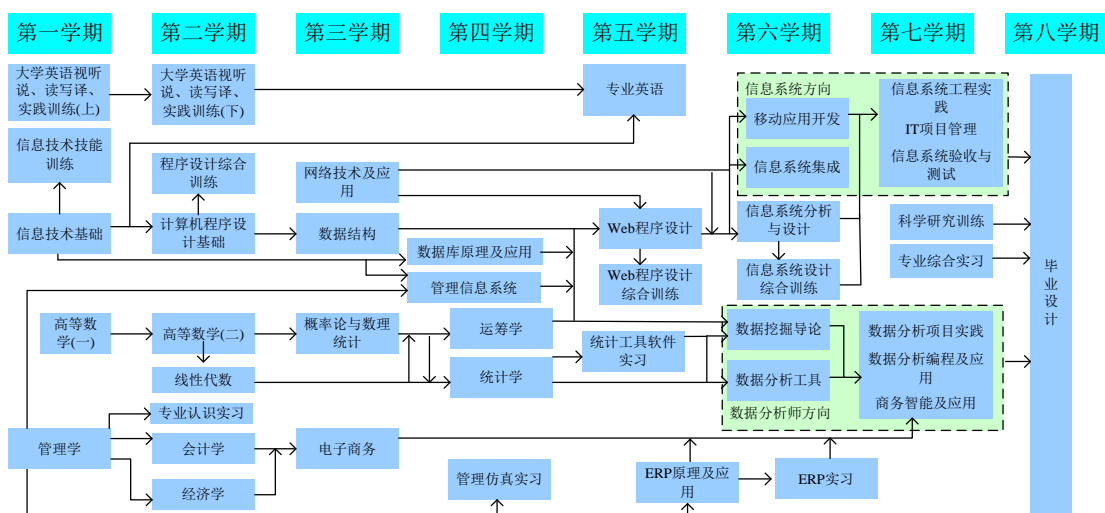 第一学期
第二学期
第三学期
第四学期
第五学期
第六学期
第七学期
第八学期
大学英语视听
说、读写译、
实践训练(上)
大学英语视听
说、读写译、
实践训练(下)
专业英语
信息系统方向
移动应用开发
信息系统集成
信息系统工程实
践
IT项目管理
信息系统验收与
测试
信息技术技能
训练
程序设计综合
训练
网络技术及应
用
信息技术基础
计算机程序设
计基础
数据结构
数据库原理及应用
管理信息系统
Web程序设计
Web程序设计
综合训练
信息系统分析
与设计
信息系统设计
综合训练
科学研究训练
专业综合实习
毕
业
设
计
高等数
学(一)
高等数学(二)
概率论与数理
统计
运筹学
统计工具软件
实习
线性代数
统计学
数据挖掘导论
数据分析工具
数据分析师方向
数据分析项目实践
数据分析编程及应
用
商务智能及应用
专业认识实习
管理学
会计学
电子商务
经济学
管理仿真实习
ERP原理及应
用
ERP实习